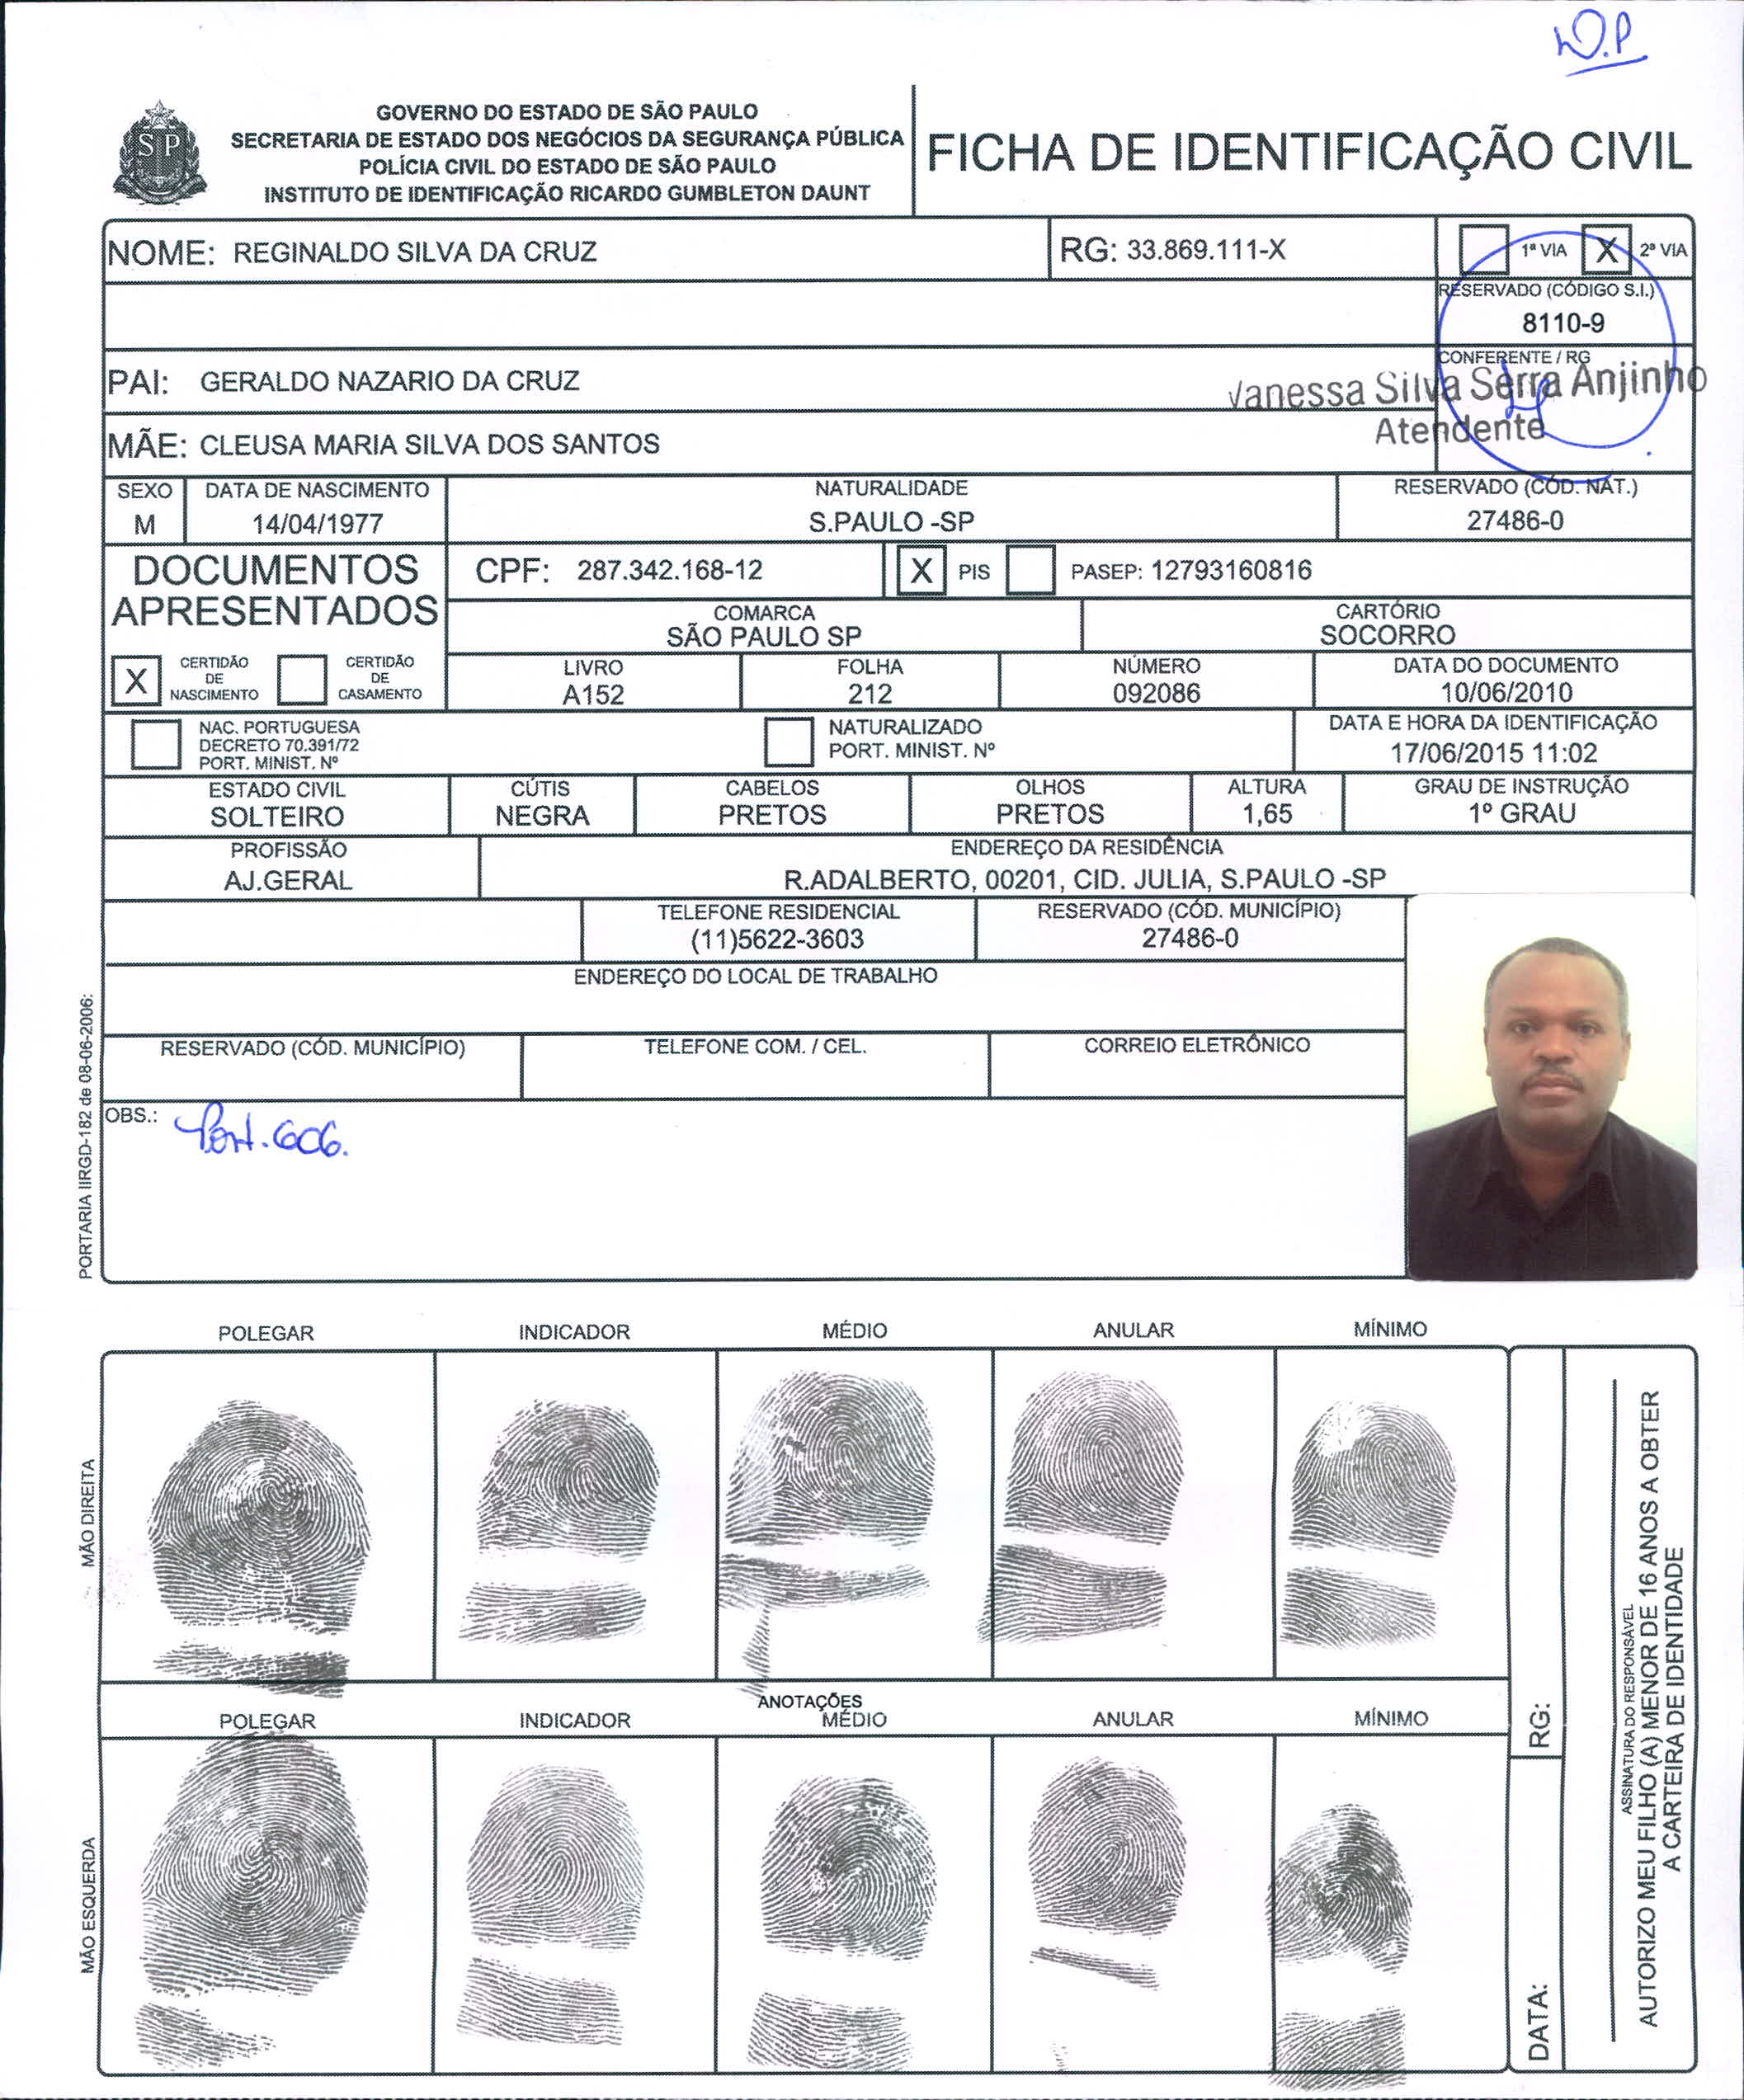 W.P
GOVERNO DO ESTADO DE SÃO PAULO
SECRETARIA DE ESTADO DOS NEGÓCIOS DA SEGURANÇA PÚBLICA
POLÍCIA CIVIL DO ESTADO DE SÃO PAULO
INSTITUTO DE IDENTIFICAÇÃO RICARDO GUMBLETON DAUNT
SP
FICHA DE IDENTIFICAÇÃO CIVIL
NOME: REGINALDO SILVA DA CRUZ
RG: 33.869.111-X
1ª VIA X 2ª VIA
RESERVADO (CÓDIGO S.I.)
8110-9
CONFERENTE / RG
PAI: GERALDO NAZARIO DA CRUZ
Vanessa Silva Serra Anjinho
Atendente
MÃE: CLEUSA MARIA SILVA DOS SANTOS
SEXO
M
DATA DE NASCIMENTO
14/04/1977
NATURALIDADE
S.PAULO -SP
RESERVADO (CÓD. NAT.)
27486-0
DOCUMENTOS
APRESENTADOS
CPF: 287.342.168-12
X PIS
PASEP: 12793160816
COMARCA
SÃO PAULO SP
CARTÓRIO
SOCORRO
X
CERTIDÃO
DE
NASCIMENTO
CERTIDÃO
DE
CASAMENTO
LIVRO
A152
FOLHA
212
NÚMERO
092086
DATA DO DOCUMENTO
10/06/2010
NAC. PORTUGUESA
DECRETO 70.391/72
PORT. MINIST. Nº
NATURALIZADO
PORT. MINIST. Nº
DATA E HORA DA IDENTIFICAÇÃO
17/06/2015 11:02
ESTADO CIVIL
SOLTEIRO
CÚTIS
NEGRA
CABELOS
PRETOS
OLHOS
PRETOS
ALTURA
1,65
GRAU DE INSTRUÇÃO
1º GRAU
PROFISSÃO
AJ.GERAL
ENDEREÇO DA RESIDÊNCIA
R.ADALBERTO, 00201, CID. JULIA, S.PAULO -SP
TELEFONE RESIDENCIAL
(11)5622-3603
RESERVADO (CÓD. MUNICÍPIO)
27486-0
ENDEREÇO DO LOCAL DE TRABALHO
RESERVADO (CÓD. MUNICÍPIO)
TELEFONE COM. / CEL.
CORREIO ELETRÔNICO
OBS.: Port. 606.
PORTARIA IIRGD-182 de 08-06-2006:
POLEGAR
INDICADOR
MÉDIO
ANULAR
MÍNIMO
MÃO DIREITA
ANOTAÇÕES
POLEGAR
INDICADOR
MÉDIO
ANULAR
MÍNIMO
MÃO ESQUERDA
RG:
DATA:
ASSINATURA DO RESPONSÁVEL
AUTORIZO MEU FILHO (A) MENOR DE 16 ANOS A OBTER
A CARTEIRA DE IDENTIDADE